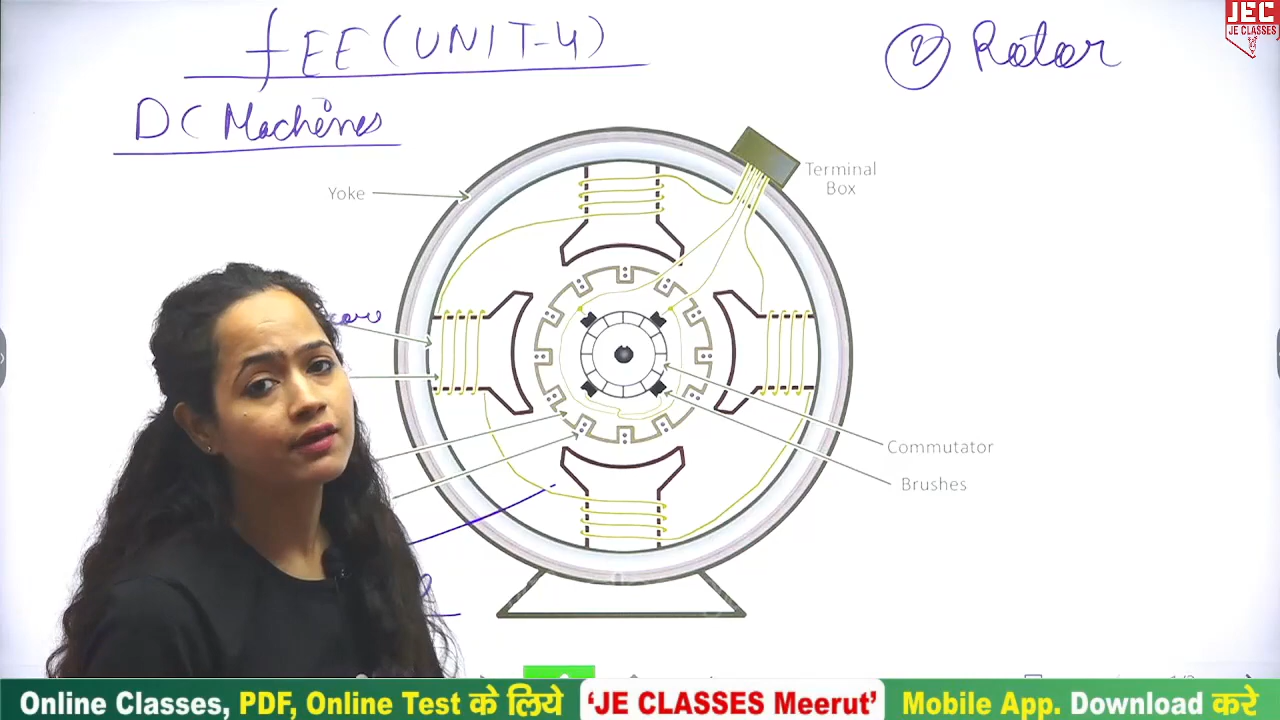 fEE (UNIT-4)
② Rotor
JEC
JE CLASSES
DC Machines
Terminal
Box
Yoke
core
Commutator
Brushes
Online Classes, PDF, Online Test के लिये 'JE CLASSES Meerut' Mobile App. Download करे